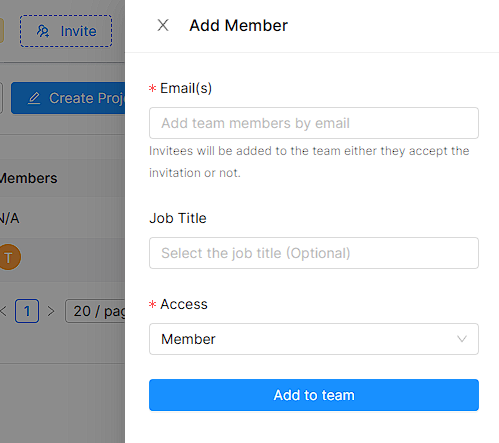 Invite
Add Member
Create
* Email(s)
Add team members by email
Invitees will be added to the team either they accept the
invitation or not.
Members
N/A
Job Title
T
Select the job title (Optional)
* Access
1
20 /
Member
Add to team